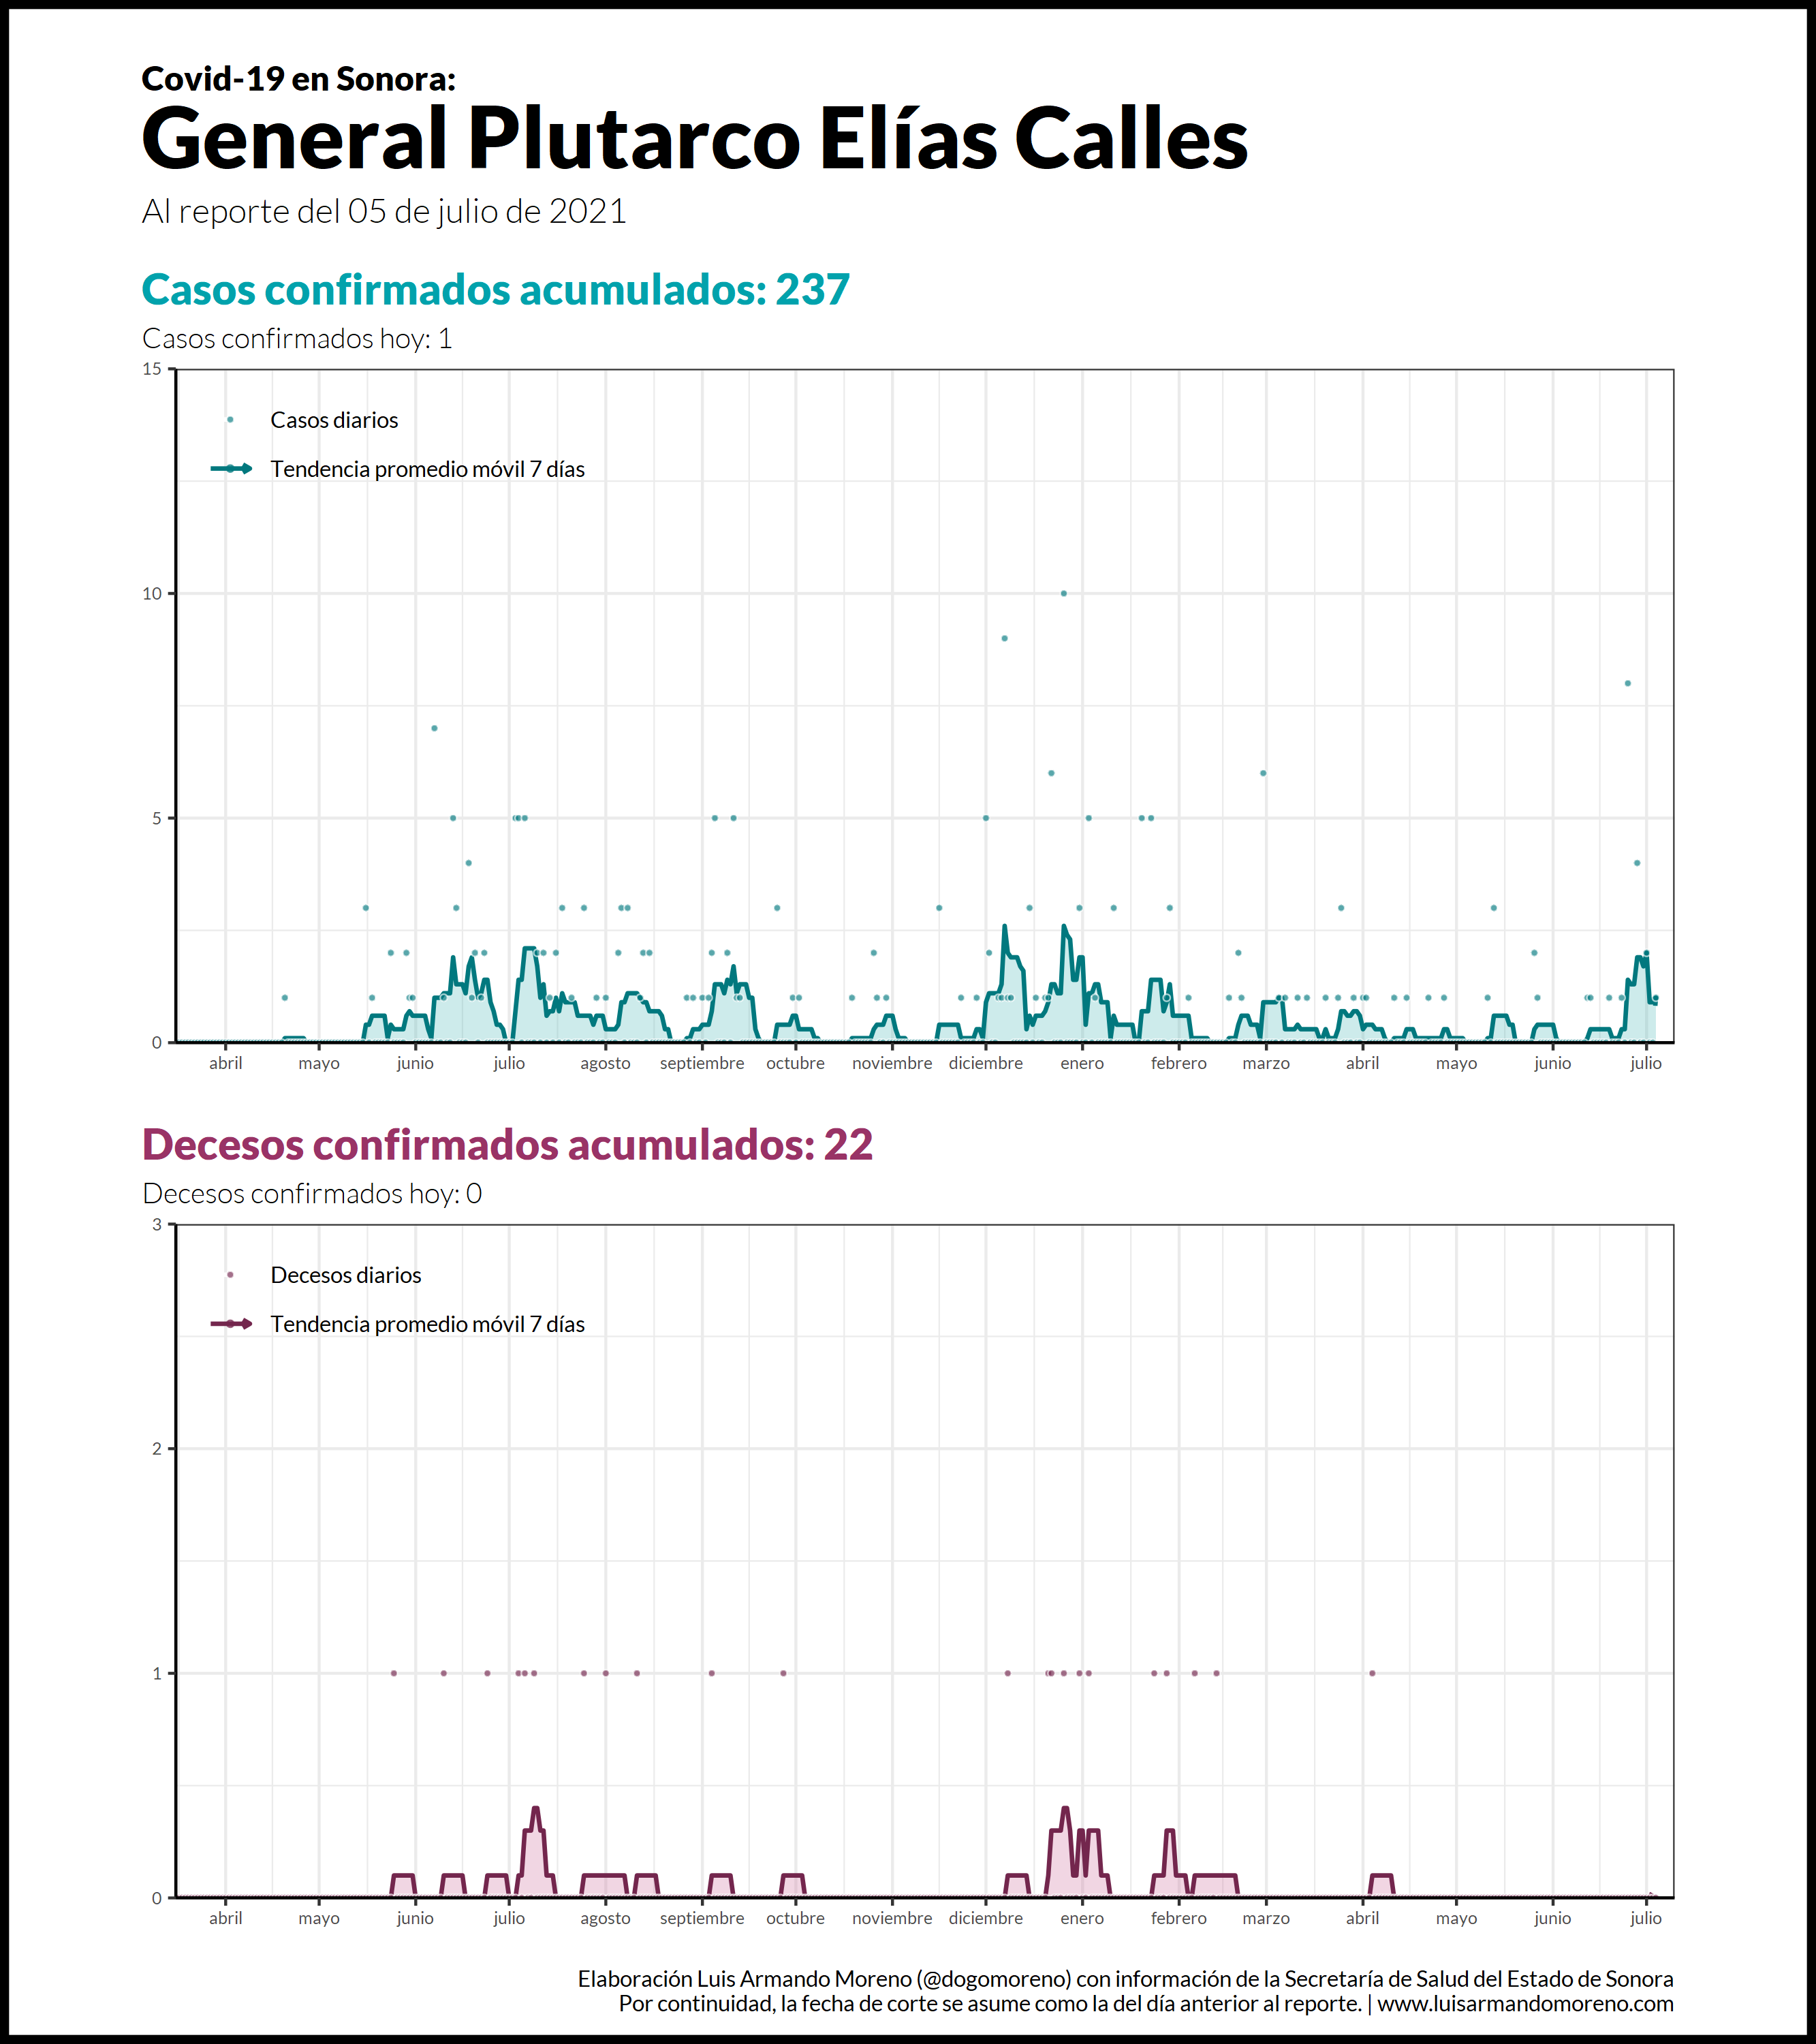 Covid-19 en Sonora:
General Plutarco Elías Calles
Al reporte del 05 de julio de 2021
Casos confirmados acumulados: 237
Casos confirmados hoy: 1
15
Casos diarios
Tendencia promedio móvil 7 días
10
5
0
abril mayo junio julio agosto septiembre octubre noviembre diciembre enero febrero marzo abril mayo junio julio
Decesos confirmados acumulados: 22
Decesos confirmados hoy: 0
3
Decesos diarios
Tendencia promedio móvil 7 días
2
1
0
abril mayo junio julio agosto septiembre octubre noviembre diciembre enero febrero marzo abril mayo junio julio
Elaboración Luis Armando Moreno (@dogomoreno) con información de la Secretaría de Salud del Estado de Sonora
Por continuidad, la fecha de corte se asume como la del día anterior al reporte. | www.luisarmandomoreno.com